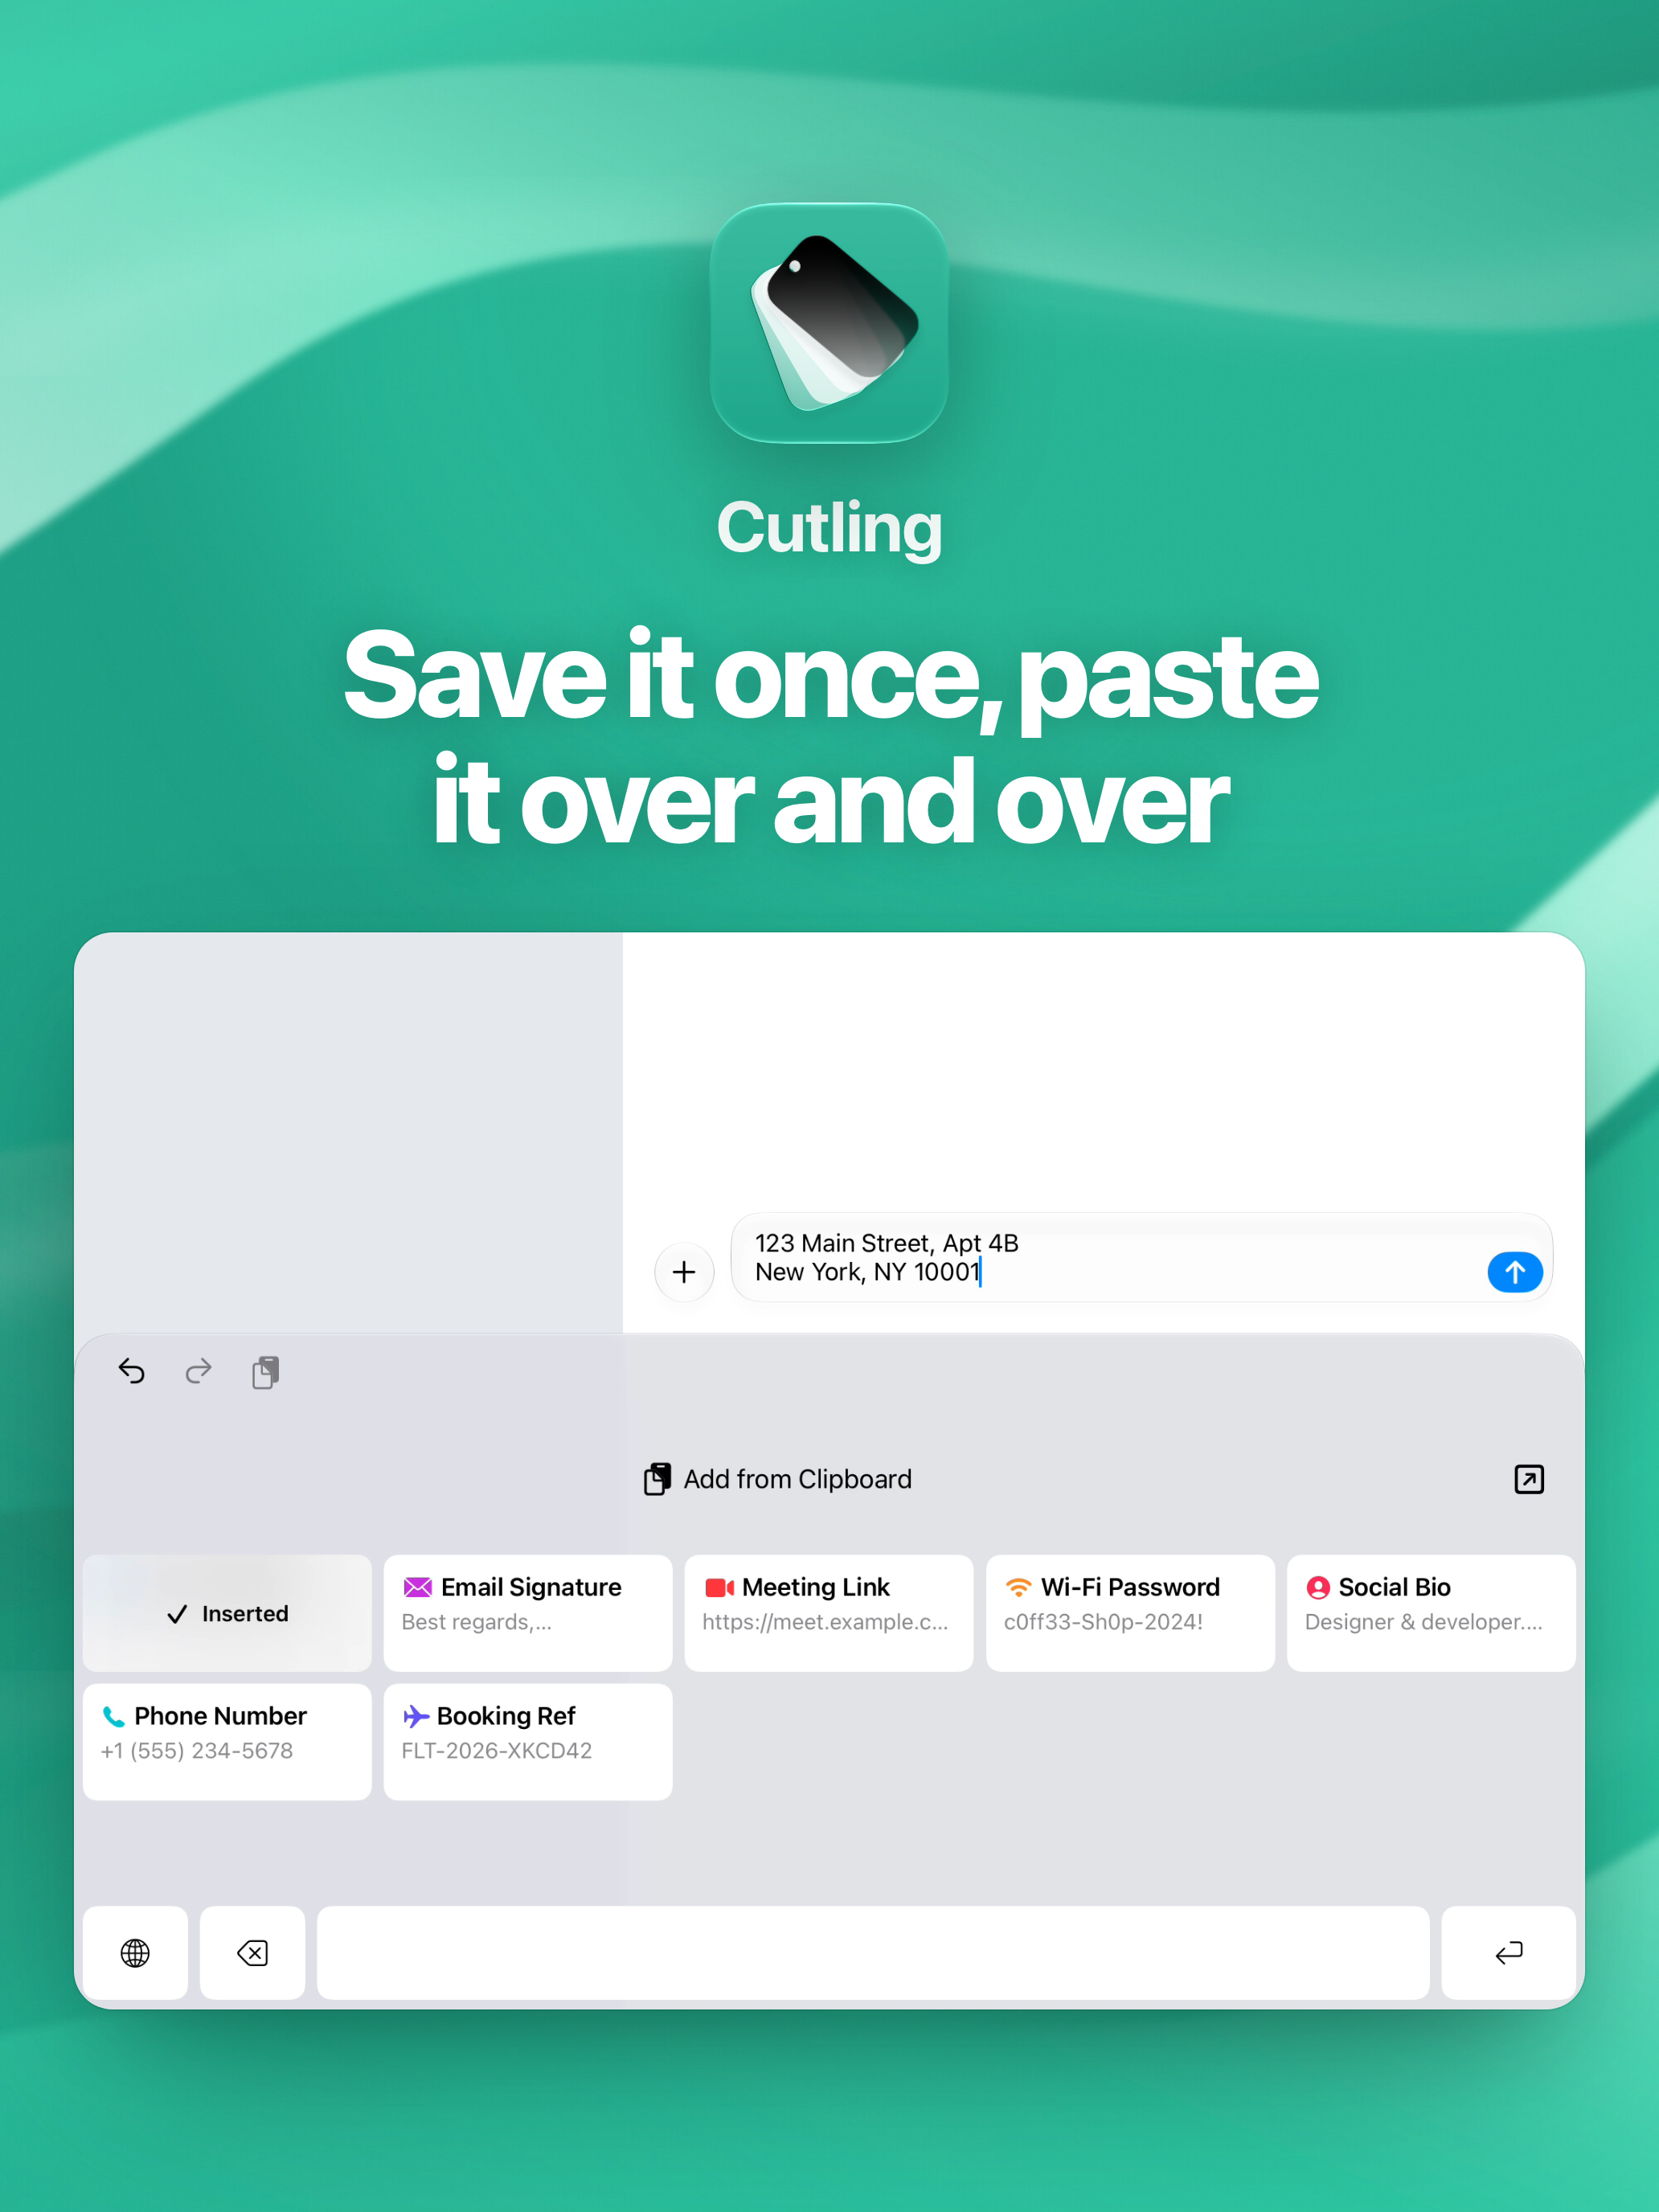 Cutling
Save it once, paste
it over and over
123 Main Street, Apt 4B
New York, NY 10001
Add from Clipboard
Inserted
Email Signature
Best regards,...
Meeting Link
https://meet.example.c...
Wi-Fi Password
c0ff33-Sh0p-2024!
Social Bio
Designer & developer....
Phone Number
+1 (555) 234-5678
Booking Ref
FLT-2026-XKCD42